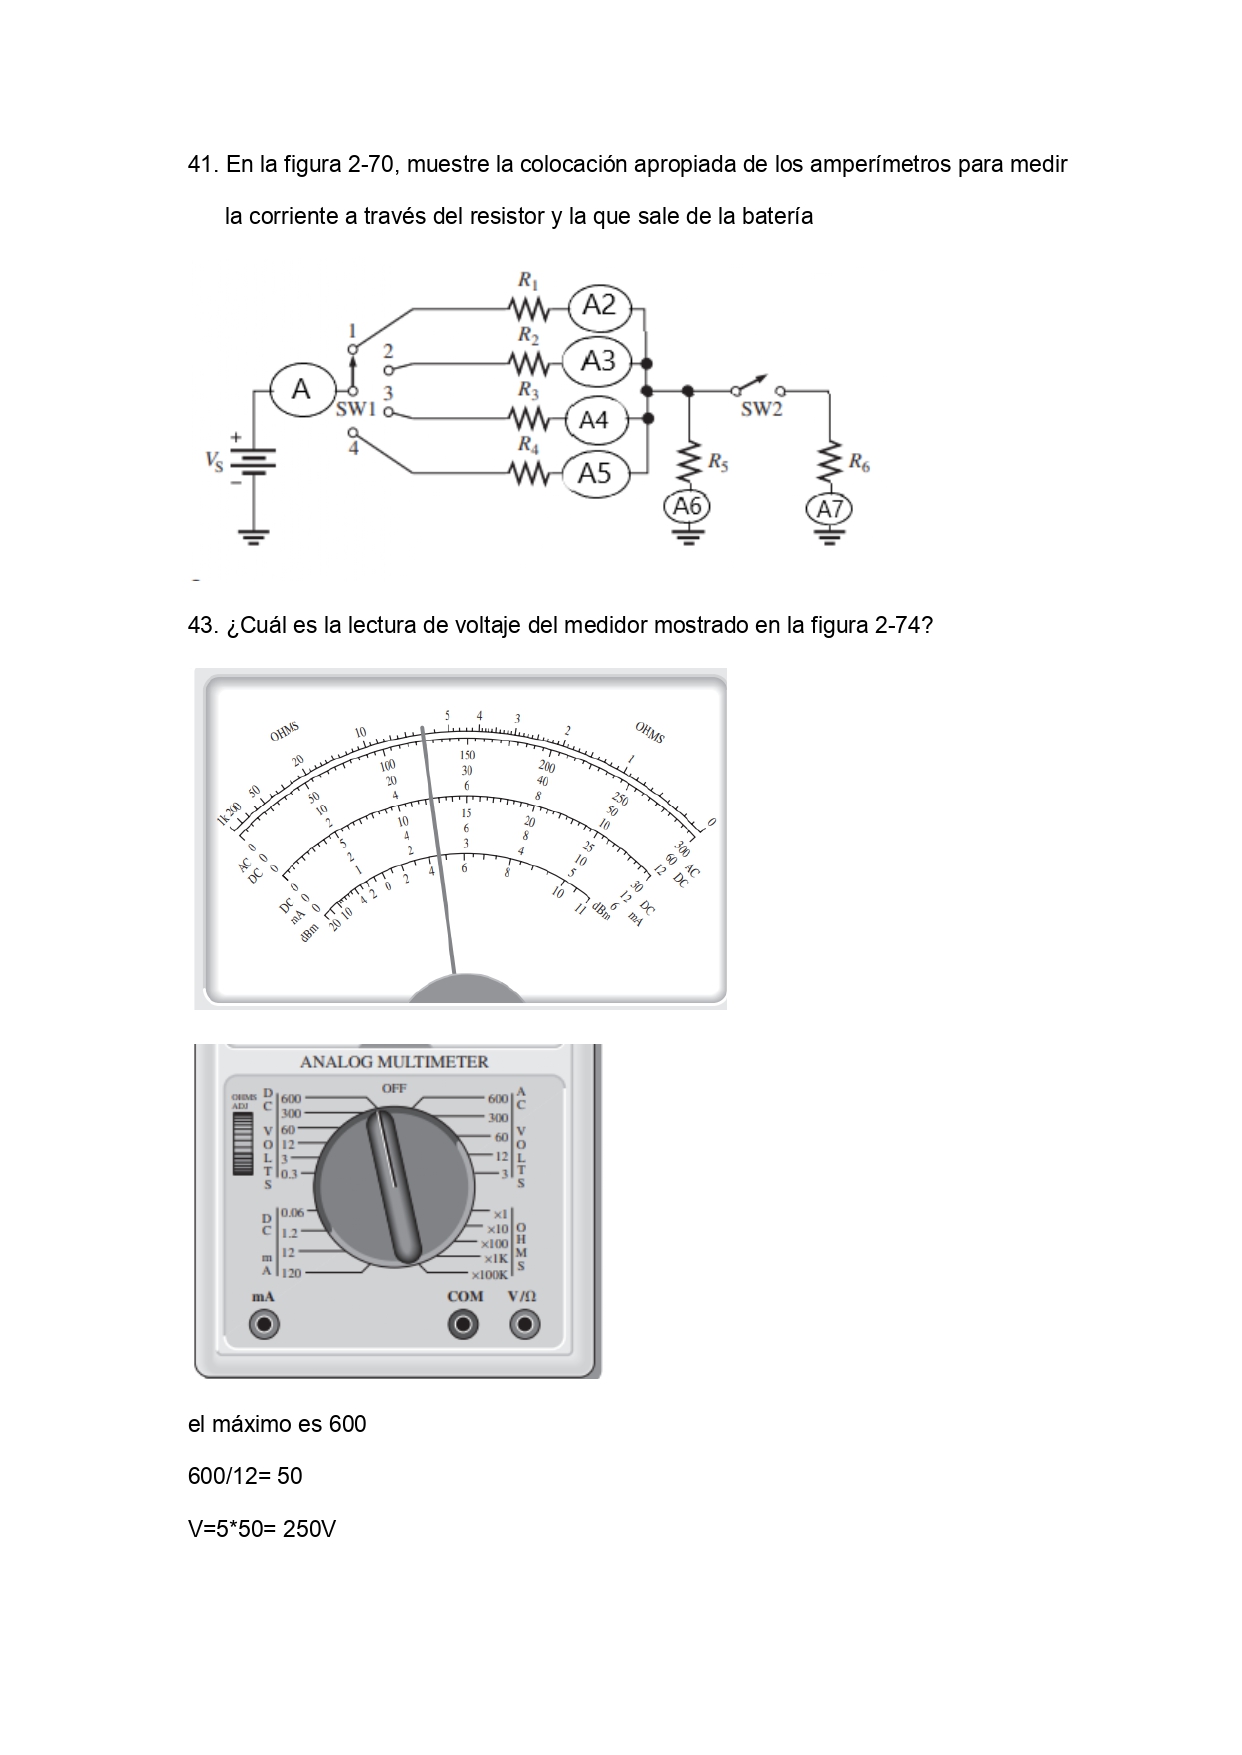 41. En la figura 2-70, muestre la colocación apropiada de los amperímetros para medir
la corriente a través del resistor y la que sale de la batería
R1
A2
1
R2
2
A3
A
3
R3
SW1
A4
SW2
4
R4
+
VS
A5
R5
R6
−
A6
A7
43. ¿Cuál es la lectura de voltaje del medidor mostrado en la figura 2-74?
OHMS 1k 200 50 20 10 5 4 3 2 1 0 OHMS
AC 0 50 100 150 200 250 300 AC
DC 0 10 20 30 40 50 60 DC
0 2 4 6 8 10 12
DC 0 5 10 15 20 25 30 DC
mA 0 2 4 6 8 10 12 mA
0 1 2 3 4 5 6
dBm 20 10 4 2 0 2 4 6 8 10 11 dBm
ANALOG MULTIMETER
OFF
OHMS ADJ
DC VOLTS
600
300
60
12
3
0.3
AC VOLTS
600
300
60
12
3
DC mA
0.06
1.2
12
120
OHMS
×1
×10
×100
×1K
×100K
mA
COM
V/Ω
el máximo es 600
600/12= 50
V=5*50= 250V